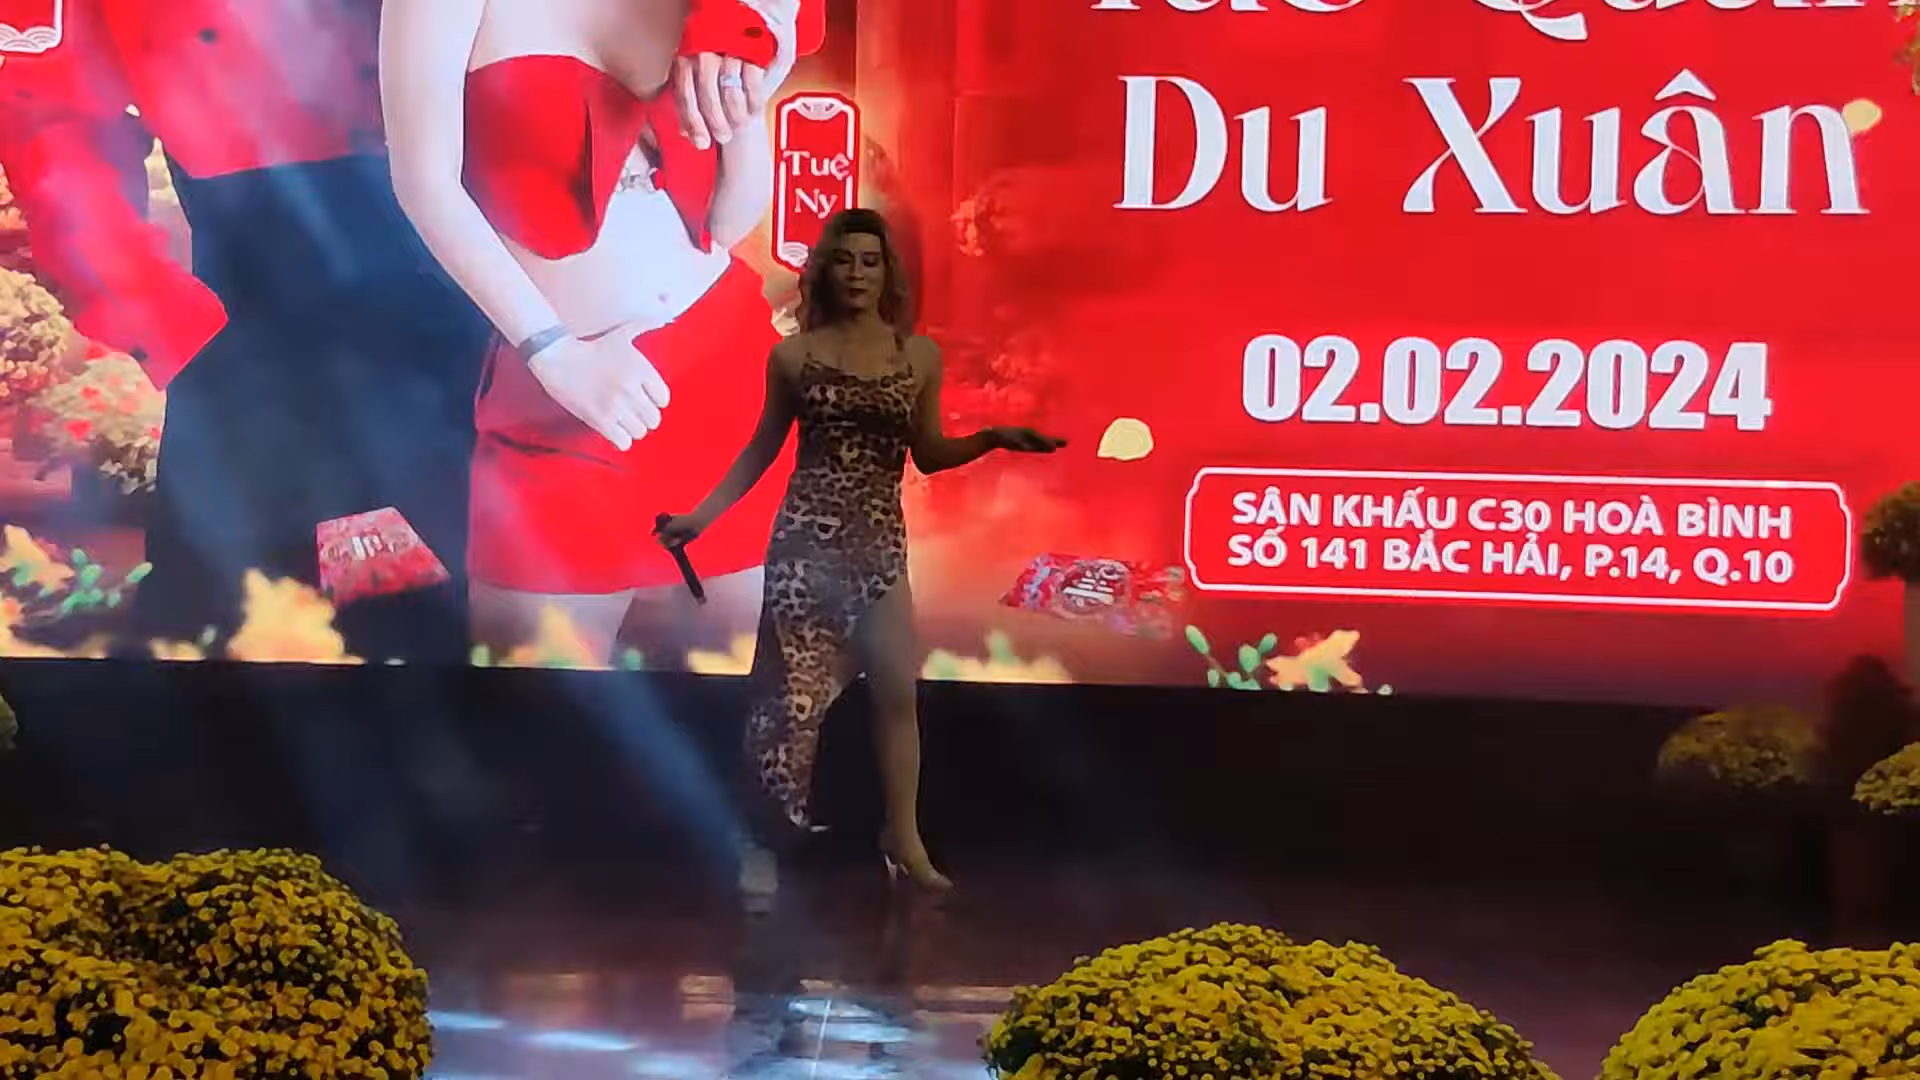 Du Xuân
Tuệ
Ny
02.02.2024
SÂN KHẤU C30 HOÀ BÌNH
SỐ 141 BẮC HẢI, P.14, Q.10